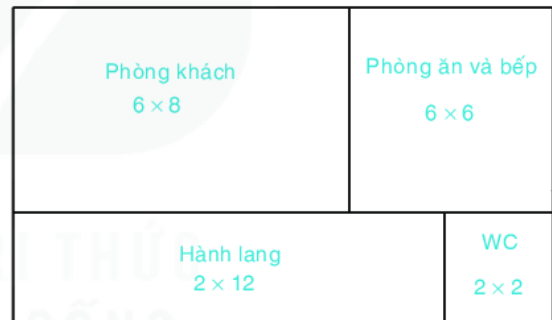 Phòng khách
6 × 8
Phòng ăn và bếp
6 × 6
Hành lang
2 × 12
WC
2 × 2